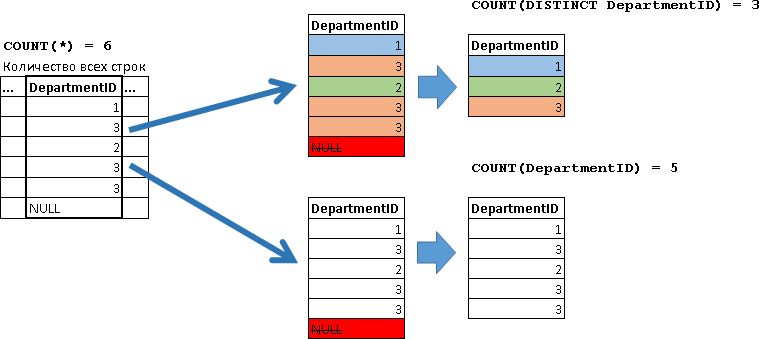 COUNT(*) = 6
Количество всех строк
... DepartmentID ...
1
3
2
3
3
NULL
DepartmentID
1
3
2
3
3
NULL
COUNT(DISTINCT DepartmentID) = 3
DepartmentID
1
2
3
DepartmentID
1
3
2
3
3
NULL
COUNT(DepartmentID) = 5
DepartmentID
1
3
2
3
3